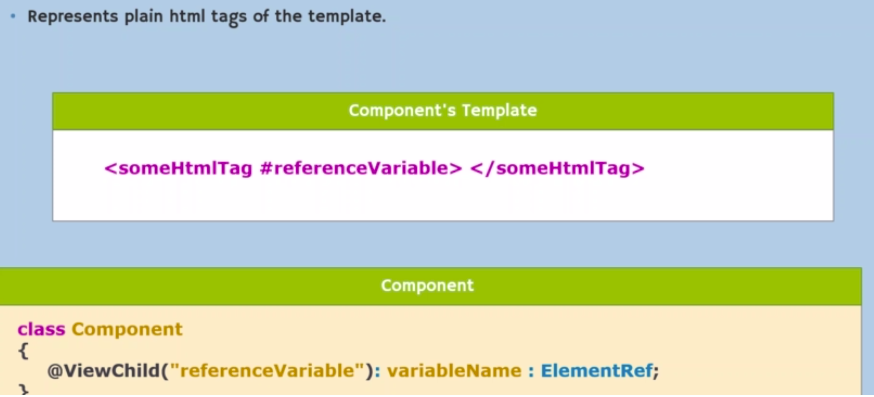 • Represents plain html tags of the template.
Component's Template
<someHtmlTag #referenceVariable> </someHtmlTag>
Component
class Component
{
@ViewChild("referenceVariable"): variableName : ElementRef;
}